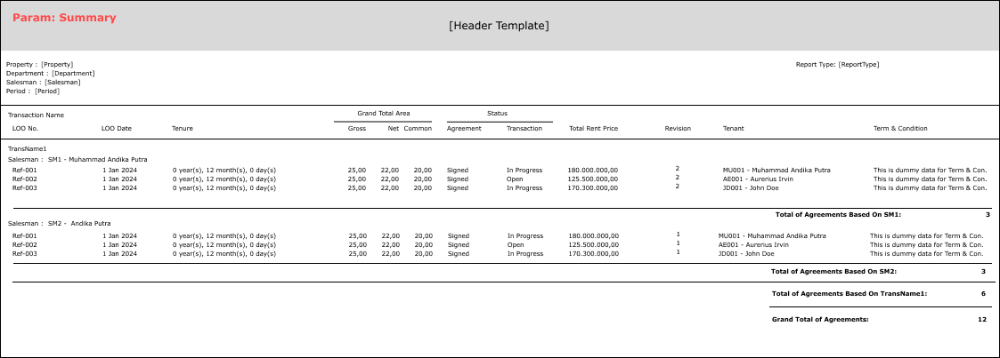 Param: Summary
[Header Template]
Property : [Property]
Report Type: [ReportType]
Department : [Department]
Salesman : [Salesman]
Period : [Period]
Transaction Name Grand Total Area Status
LOO No. LOO Date Tenure Gross Net Common Agreement Transaction Total Rent Price Revision Tenant Term & Condition
TransName1
Salesman : SM1 - Muhammad Andika Putra
Ref-001 1 Jan 2024 0 year(s), 12 month(s), 0 day(s) 25,00 22,00 20,00 Signed In Progress 180.000.000,00 2 MU001 - Muhammad Andika Putra This is dummy data for Term & Con.
Ref-002 1 Jan 2024 0 year(s), 12 month(s), 0 day(s) 25,00 22,00 20,00 Signed Open 125.500.000,00 2 AE001 - Aurerius Irvin This is dummy data for Term & Con.
Ref-003 1 Jan 2024 0 year(s), 12 month(s), 0 day(s) 25,00 22,00 20,00 Signed In Progress 170.300.000,00 2 JD001 - John Doe This is dummy data for Term & Con.
Total of Agreements Based On SM1: 3
Salesman : SM2 - Andika Putra
Ref-001 1 Jan 2024 0 year(s), 12 month(s), 0 day(s) 25,00 22,00 20,00 Signed In Progress 180.000.000,00 1 MU001 - Muhammad Andika Putra This is dummy data for Term & Con.
Ref-002 1 Jan 2024 0 year(s), 12 month(s), 0 day(s) 25,00 22,00 20,00 Signed Open 125.500.000,00 1 AE001 - Aurerius Irvin This is dummy data for Term & Con.
Ref-003 1 Jan 2024 0 year(s), 12 month(s), 0 day(s) 25,00 22,00 20,00 Signed In Progress 170.300.000,00 1 JD001 - John Doe This is dummy data for Term & Con.
Total of Agreements Based On SM2: 3
Total of Agreements Based On TransName1: 6
Grand Total of Agreements: 12